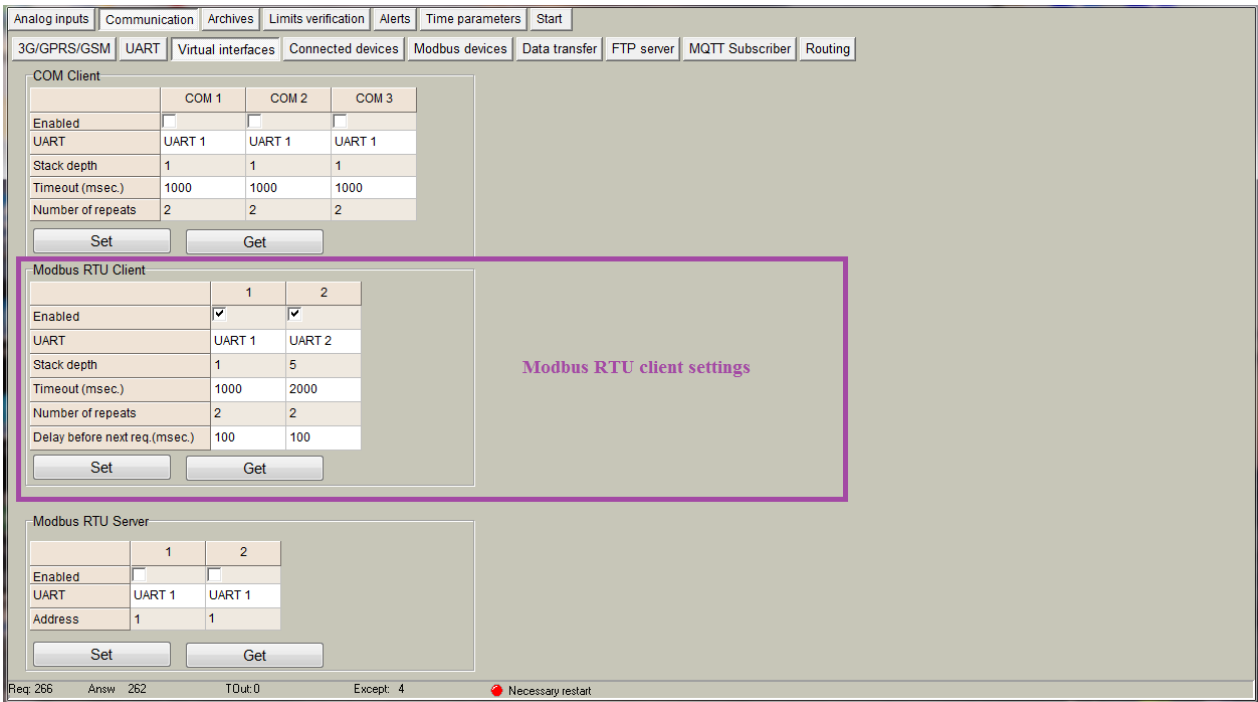 Analog inputs Communication Archives Limits verification Alerts Time parameters Start
3G/GPRS/GSM UART Virtual interfaces Connected devices Modbus devices Data transfer FTP server MQTT Subscriber Routing
COM Client
COM 1 COM 2 COM 3
Enabled
UART UART 1 UART 1 UART 1
Stack depth 1 1 1
Timeout (msec.) 1000 1000 1000
Number of repeats 2 2 2
Set Get
Modbus RTU Client
1 2
Enabled
UART UART 1 UART 2
Stack depth 1 5
Modbus RTU client settings
Timeout (msec.) 1000 2000
Number of repeats 2 2
Delay before next req.(msec.) 100 100
Set Get
Modbus RTU Server
1 2
Enabled
UART UART 1 UART 1
Address 1 1
Set Get
Req: 266 Answ 262 TOut: 0 Except: 4 Necessary restart